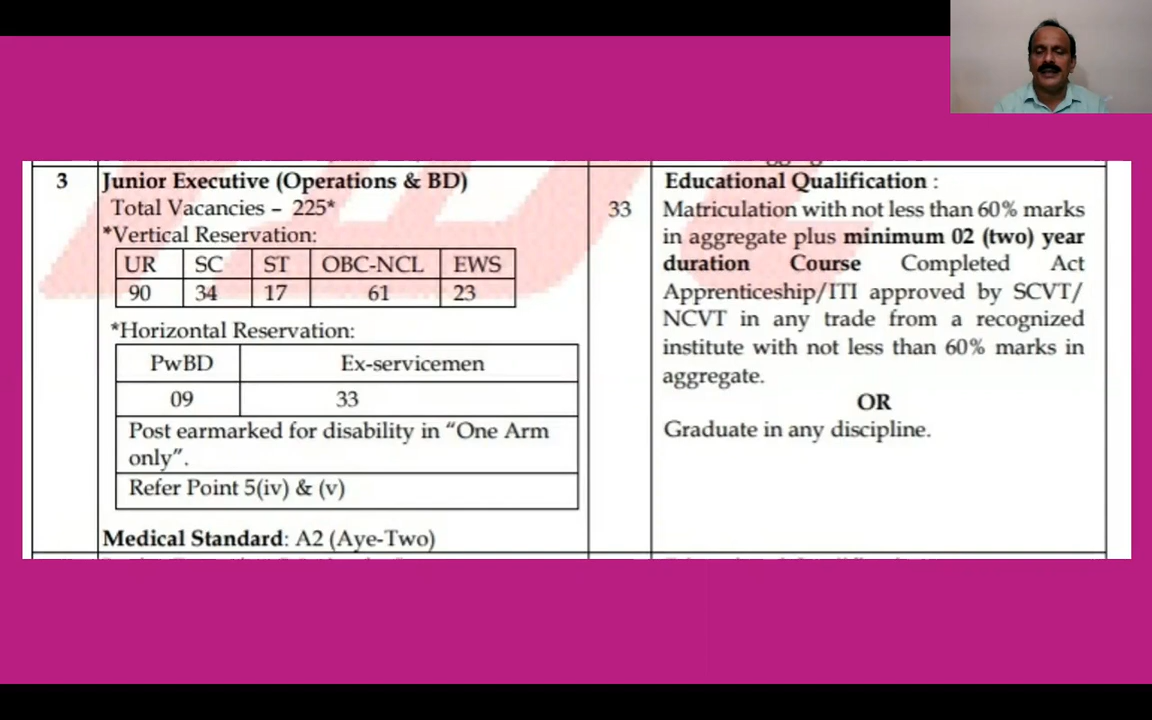 3
Junior Executive (Operations & BD)
Total Vacancies – 225*
*Vertical Reservation:
UR SC ST OBC-NCL EWS
90 34 17 61 23
*Horizontal Reservation:
PwBD Ex-servicemen
09 33
Post earmarked for disability in “One Arm
only”.
Refer Point 5(iv) & (v)
Medical Standard: A2 (Aye-Two)
33
Educational Qualification :
Matriculation with not less than 60% marks
in aggregate plus minimum 02 (two) year
duration Course Completed Act
Apprenticeship/ITI approved by SCVT/
NCVT in any trade from a recognized
institute with not less than 60% marks in
aggregate.
OR
Graduate in any discipline.